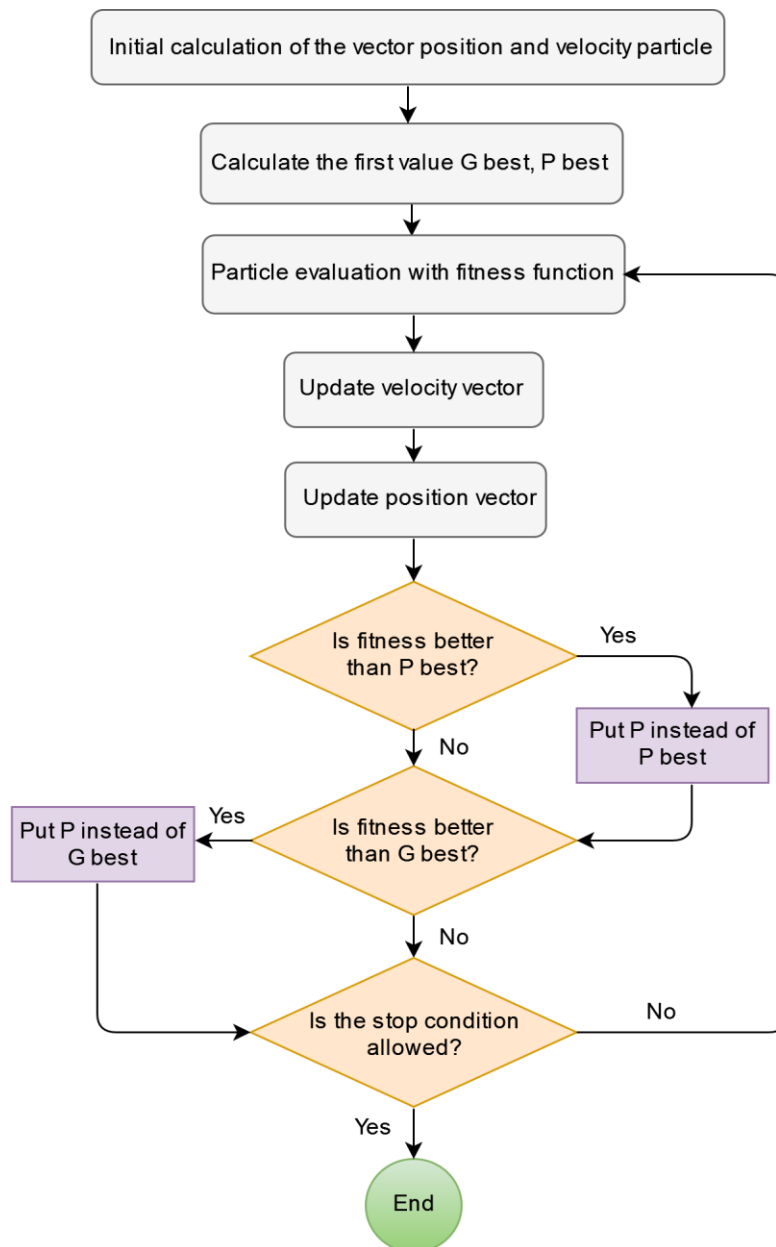 Initial calculation of the vector position and velocity particle
Calculate the first value G best, P best
Particle evaluation with fitness function
Update velocity vector
Update position vector
Is fitness better
than P best?
Yes
Put P instead of
P best
No
Is fitness better
than G best?
Yes
Put P instead of
G best
No
Is the stop condition
allowed?
No
Yes
End